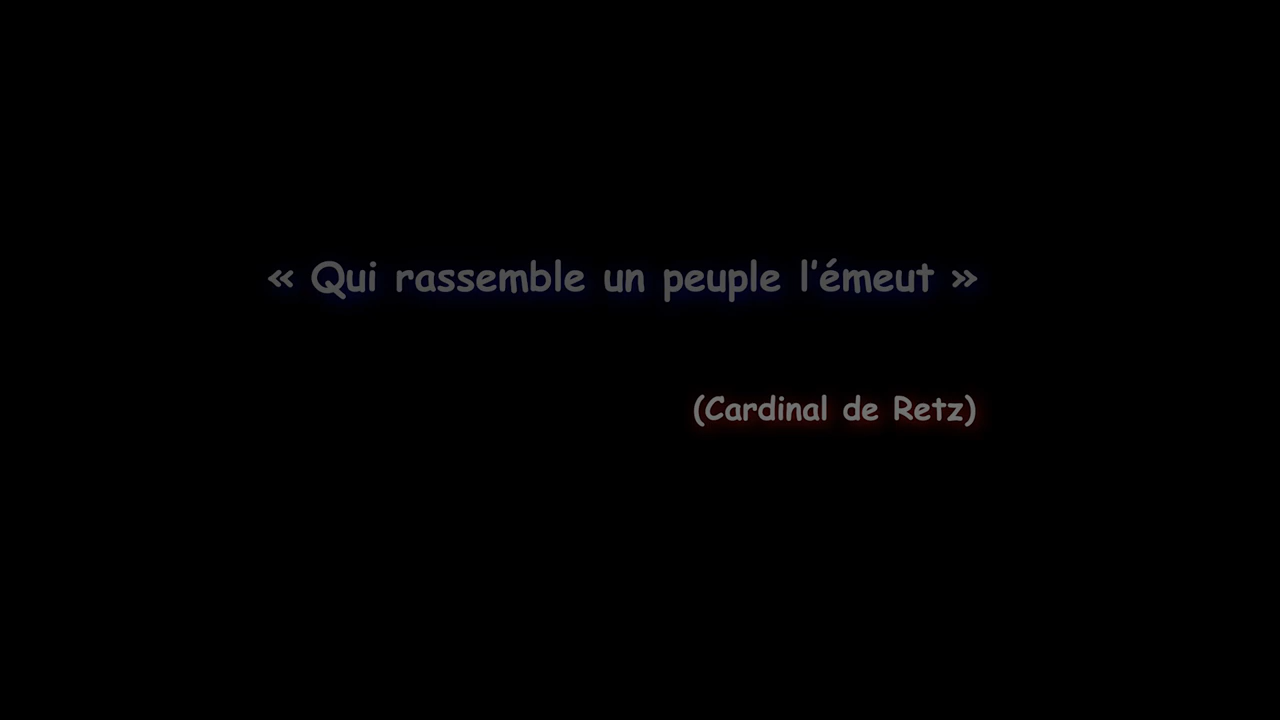 « Qui rassemble un peuple l'émeut »
(Cardinal de Retz)